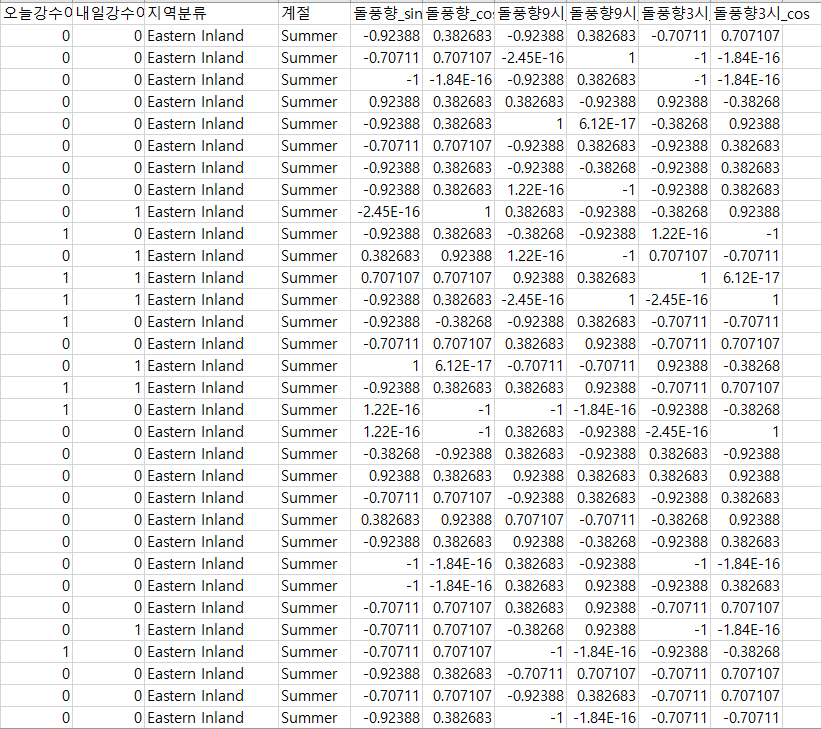 오늘강수0 내일강수0 지역분류 계절 돌풍향_sin 돌풍향_cos 돌풍향9시_ 돌풍향9시_ 돌풍향3시_ 돌풍향3시_cos
0 0 Eastern Inland Summer -0.92388 0.382683 -0.92388 0.382683 -0.70711 0.707107
0 0 Eastern Inland Summer -0.70711 0.707107 -2.45E-16 1 -1 -1.84E-16
0 0 Eastern Inland Summer -1 -1.84E-16 -0.92388 0.382683 -1 -1.84E-16
0 0 Eastern Inland Summer 0.92388 0.382683 0.382683 -0.92388 0.92388 -0.38268
0 0 Eastern Inland Summer -0.92388 0.382683 1 6.12E-17 -0.38268 0.92388
0 0 Eastern Inland Summer -0.70711 0.707107 -0.92388 0.382683 -0.92388 0.382683
0 0 Eastern Inland Summer -0.92388 0.382683 -0.92388 -0.38268 -0.92388 0.382683
0 0 Eastern Inland Summer -0.92388 0.382683 1.22E-16 -1 -0.92388 0.382683
0 1 Eastern Inland Summer -2.45E-16 1 0.382683 -0.92388 -0.38268 0.92388
1 0 Eastern Inland Summer -0.92388 0.382683 -0.38268 -0.92388 1.22E-16 -1
0 1 Eastern Inland Summer 0.382683 0.92388 1.22E-16 -1 0.707107 -0.70711
1 1 Eastern Inland Summer 0.707107 0.707107 0.92388 0.382683 1 6.12E-17
1 1 Eastern Inland Summer -0.92388 0.382683 -2.45E-16 1 -2.45E-16 1
1 0 Eastern Inland Summer -0.92388 -0.38268 -0.92388 0.382683 -0.70711 -0.70711
0 0 Eastern Inland Summer -0.70711 0.707107 0.382683 0.92388 -0.70711 0.707107
0 1 Eastern Inland Summer 1 6.12E-17 -0.70711 -0.70711 0.92388 -0.38268
1 1 Eastern Inland Summer -0.92388 0.382683 0.382683 0.92388 -0.70711 0.707107
1 0 Eastern Inland Summer 1.22E-16 -1 -1 -1.84E-16 -0.92388 -0.38268
0 0 Eastern Inland Summer 1.22E-16 -1 0.382683 -0.92388 -2.45E-16 1
0 0 Eastern Inland Summer -0.38268 -0.92388 0.382683 -0.92388 0.382683 -0.92388
0 0 Eastern Inland Summer 0.92388 0.382683 0.92388 0.382683 0.382683 0.92388
0 0 Eastern Inland Summer -0.70711 0.707107 -0.92388 0.382683 -0.92388 0.382683
0 0 Eastern Inland Summer 0.382683 0.92388 0.707107 -0.70711 -0.38268 0.92388
0 0 Eastern Inland Summer -0.92388 0.382683 0.92388 -0.38268 -0.92388 0.382683
0 0 Eastern Inland Summer -1 -1.84E-16 0.382683 -0.92388 -1 -1.84E-16
0 0 Eastern Inland Summer -1 -1.84E-16 0.382683 0.92388 -0.92388 0.382683
0 0 Eastern Inland Summer -0.70711 0.707107 0.382683 0.92388 -0.70711 0.707107
0 1 Eastern Inland Summer -0.70711 0.707107 -0.38268 0.92388 -1 -1.84E-16
1 0 Eastern Inland Summer -0.70711 0.707107 -1 -1.84E-16 -0.92388 -0.38268
0 0 Eastern Inland Summer -0.92388 0.382683 -0.70711 0.707107 -0.70711 0.707107
0 0 Eastern Inland Summer -0.70711 0.707107 -0.92388 0.382683 -0.70711 0.707107
0 0 Eastern Inland Summer -0.92388 0.382683 -1 -1.84E-16 -0.70711 -0.70711